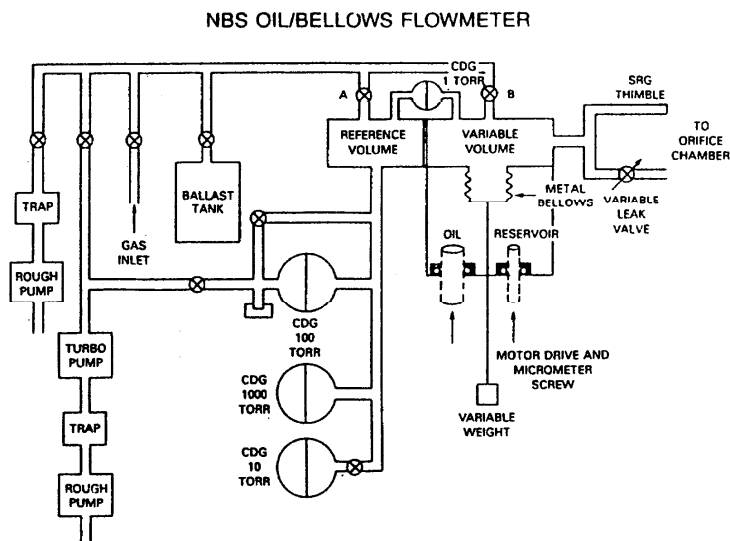 NBS OIL/BELLOWS FLOWMETER
CDG
1 TORR
A
B
SRG
THIMBLE
REFERENCE
VOLUME
VARIABLE
VOLUME
TO
ORIFICE
CHAMBER
TRAP
BALLAST
TANK
METAL
BELLOWS
VARIABLE
LEAK
VALVE
GAS
INLET
OIL
RESERVOIR
ROUGH
PUMP
CDG
100
TORR
TURBO
PUMP
MOTOR DRIVE AND
MICROMETER
SCREW
CDG
1000
TORR
VARIABLE
WEIGHT
TRAP
CDG
10
TORR
ROUGH
PUMP